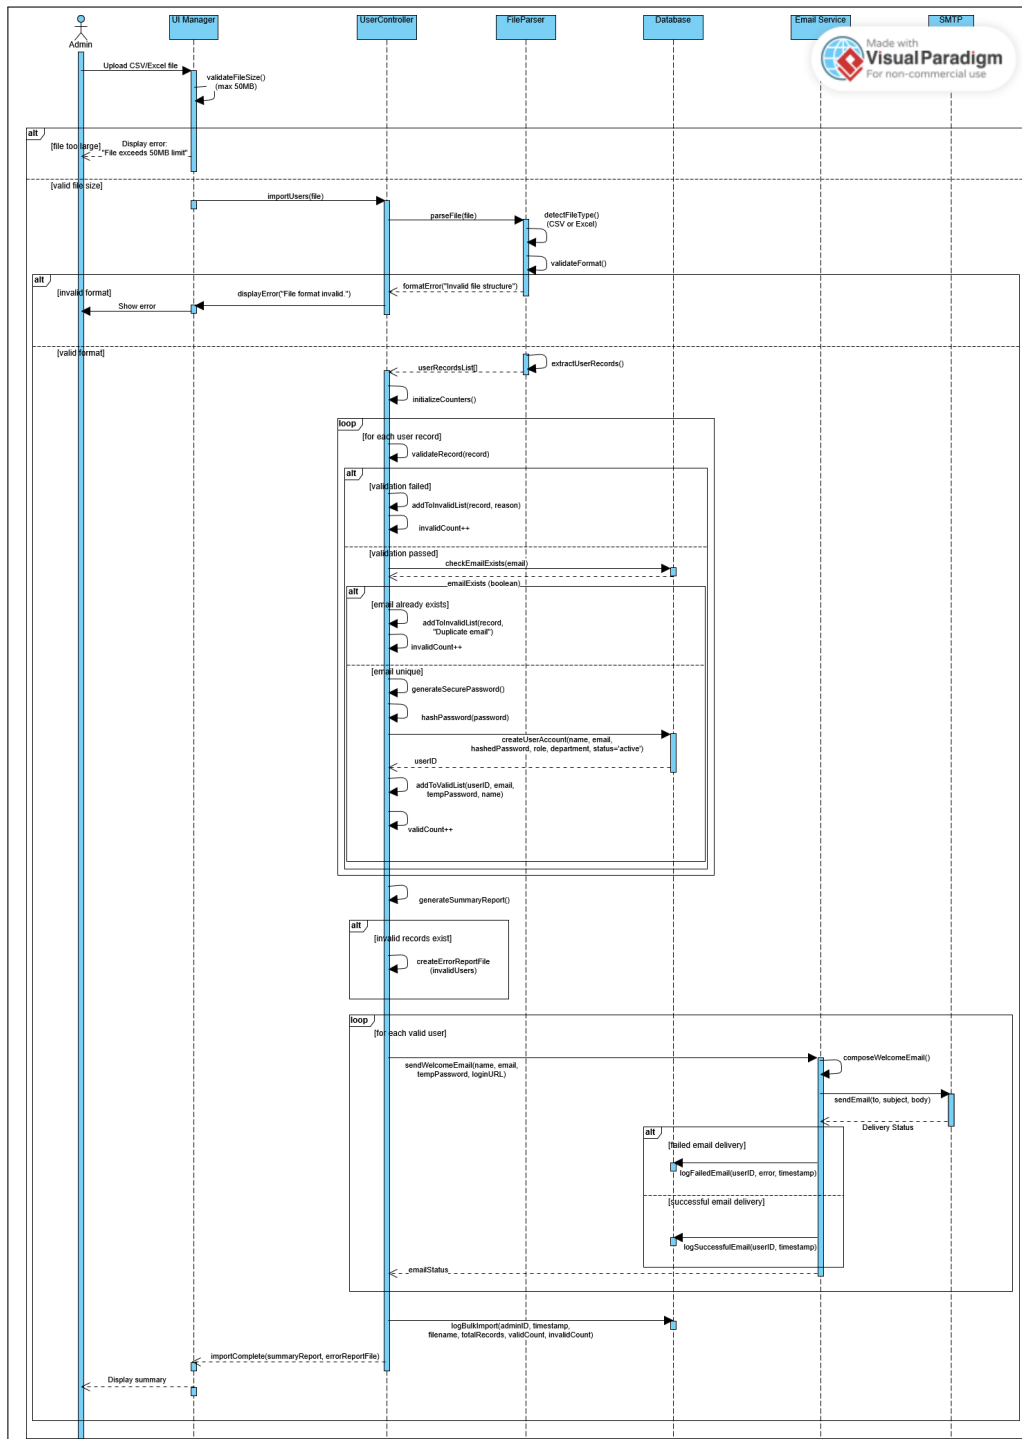 UI Manager
UserController
FileParser
Database
Email Service
SMTP
Admin
Made with
Visual Paradigm
For non-commercial use
Upload CSV/Excel file
validateFileSize()
(max 50MB)
alt
[file too large]
Display error:
"File exceeds 50MB limit"
[valid file size]
importUsers(file)
parseFile(file)
detectFileType()
(CSV or Excel)
validateFormat()
alt
[invalid format]
formatError("Invalid file structure")
displayError("File format invalid.")
Show error
[valid format]
extractUserRecords()
userRecordsList[]
initializeCounters()
loop
[for each user record]
validateRecord(record)
alt
[validation failed]
addToInvalidList(record, reason)
invalidCount++
[validation passed]
checkEmailExists(email)
emailExists (boolean)
alt
[email already exists]
addToInvalidList(record,
"Duplicate email")
invalidCount++
[email unique]
generateSecurePassword()
hashPassword(password)
createUserAccount(name, email,
hashedPassword, role, department, status='active')
userID
addToValidList(userID, email,
tempPassword, name)
validCount++
generateSummaryReport()
alt
[invalid records exist]
createErrorReportFile
(invalidUsers)
loop
[for each valid user]
sendWelcomeEmail(name, email,
tempPassword, loginURL)
composeWelcomeEmail()
sendEmail(to, subject, body)
Delivery Status
alt
[failed email delivery]
logFailedEmail(userID, error, timestamp)
[successful email delivery]
logSuccessfulEmail(userID, timestamp)
emailStatus
logBulkImport(adminID, timestamp,
filename, totalRecords, validCount, invalidCount)
importComplete(summaryReport, errorReportFile)
Display summary